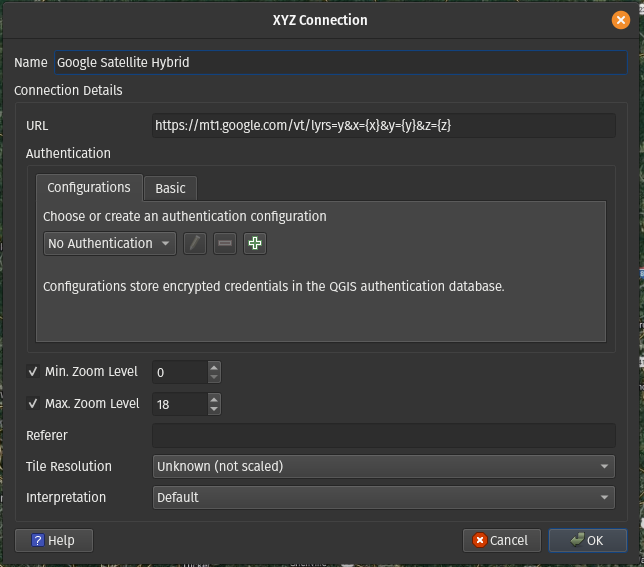 XYZ Connection
Name Google Satellite Hybrid
Connection Details
URL https://mt1.google.com/vt/lyrs=y&x={x}&y={y}&z={z}
Authentication
Configurations Basic
Choose or create an authentication configuration
No Authentication
Configurations store encrypted credentials in the QGIS authentication database.
Min. Zoom Level 0
Max. Zoom Level 18
Referer
Tile Resolution Unknown (not scaled)
Interpretation Default
Help Cancel OK